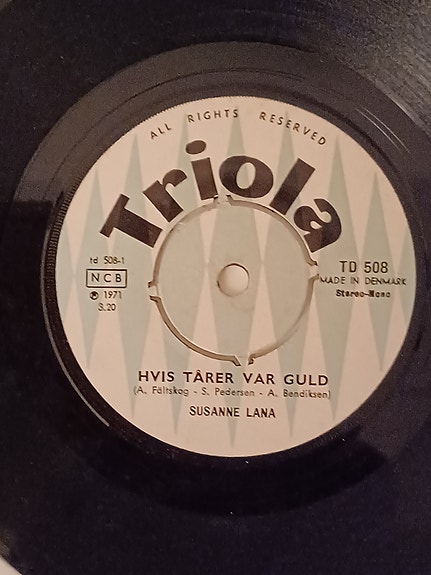 ALL RIGHTS RESERVED
Triola
td 508-1
NCB
℗ 1971
3.20
TD 508
MADE IN DENMARK
Stereo-Mono
HVIS TÅRER VAR GULD
(A. Fältskog - S. Pedersen - A. Bendiksen)
SUSANNE LANA